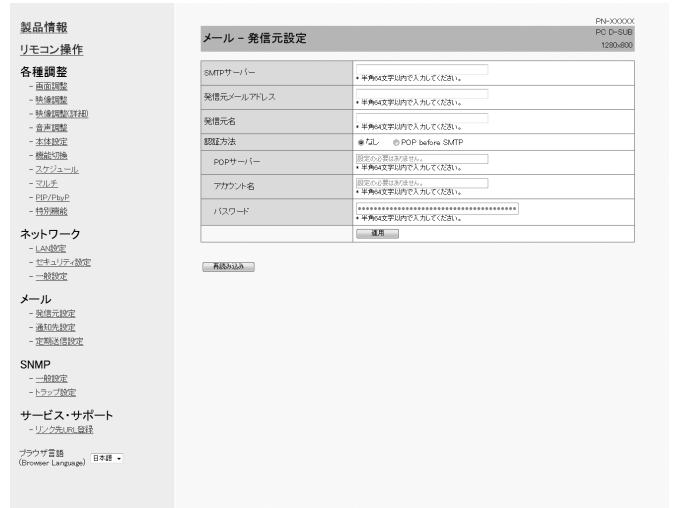 製品情報
リモコン操作
各種調整
- 画面調整
- 映像調整
- 映像調整(詳細)
- 音声調整
- 本体設定
- 機能切換
- スケジュール
- マルチ
- PIP/PbyP
- 特別機能
ネットワーク
- LAN設定
- セキュリティ設定
- 一般設定
メール
- 発信元設定
- 通知先設定
- 定期送信設定
SNMP
- 一般設定
- トラップ設定
サービス・サポート
- リンク先URL登録
ブラウザ言語
(Browser Language) 日本語
PN-XXXXX
メール - 発信元設定
PC D-SUB
1280x800
SMTPサーバー
* 半角64文字以内で入力してください。
発信元メールアドレス
* 半角64文字以内で入力してください。
発信元名
* 半角64文字以内で入力してください。
認証方法 なし POP before SMTP
POPサーバー 設定の必要はありません。
* 半角64文字以内で入力してください。
アカウント名 設定の必要はありません。
* 半角64文字以内で入力してください。
パスワード
* 半角64文字以内で入力してください。
適用
再読み込み